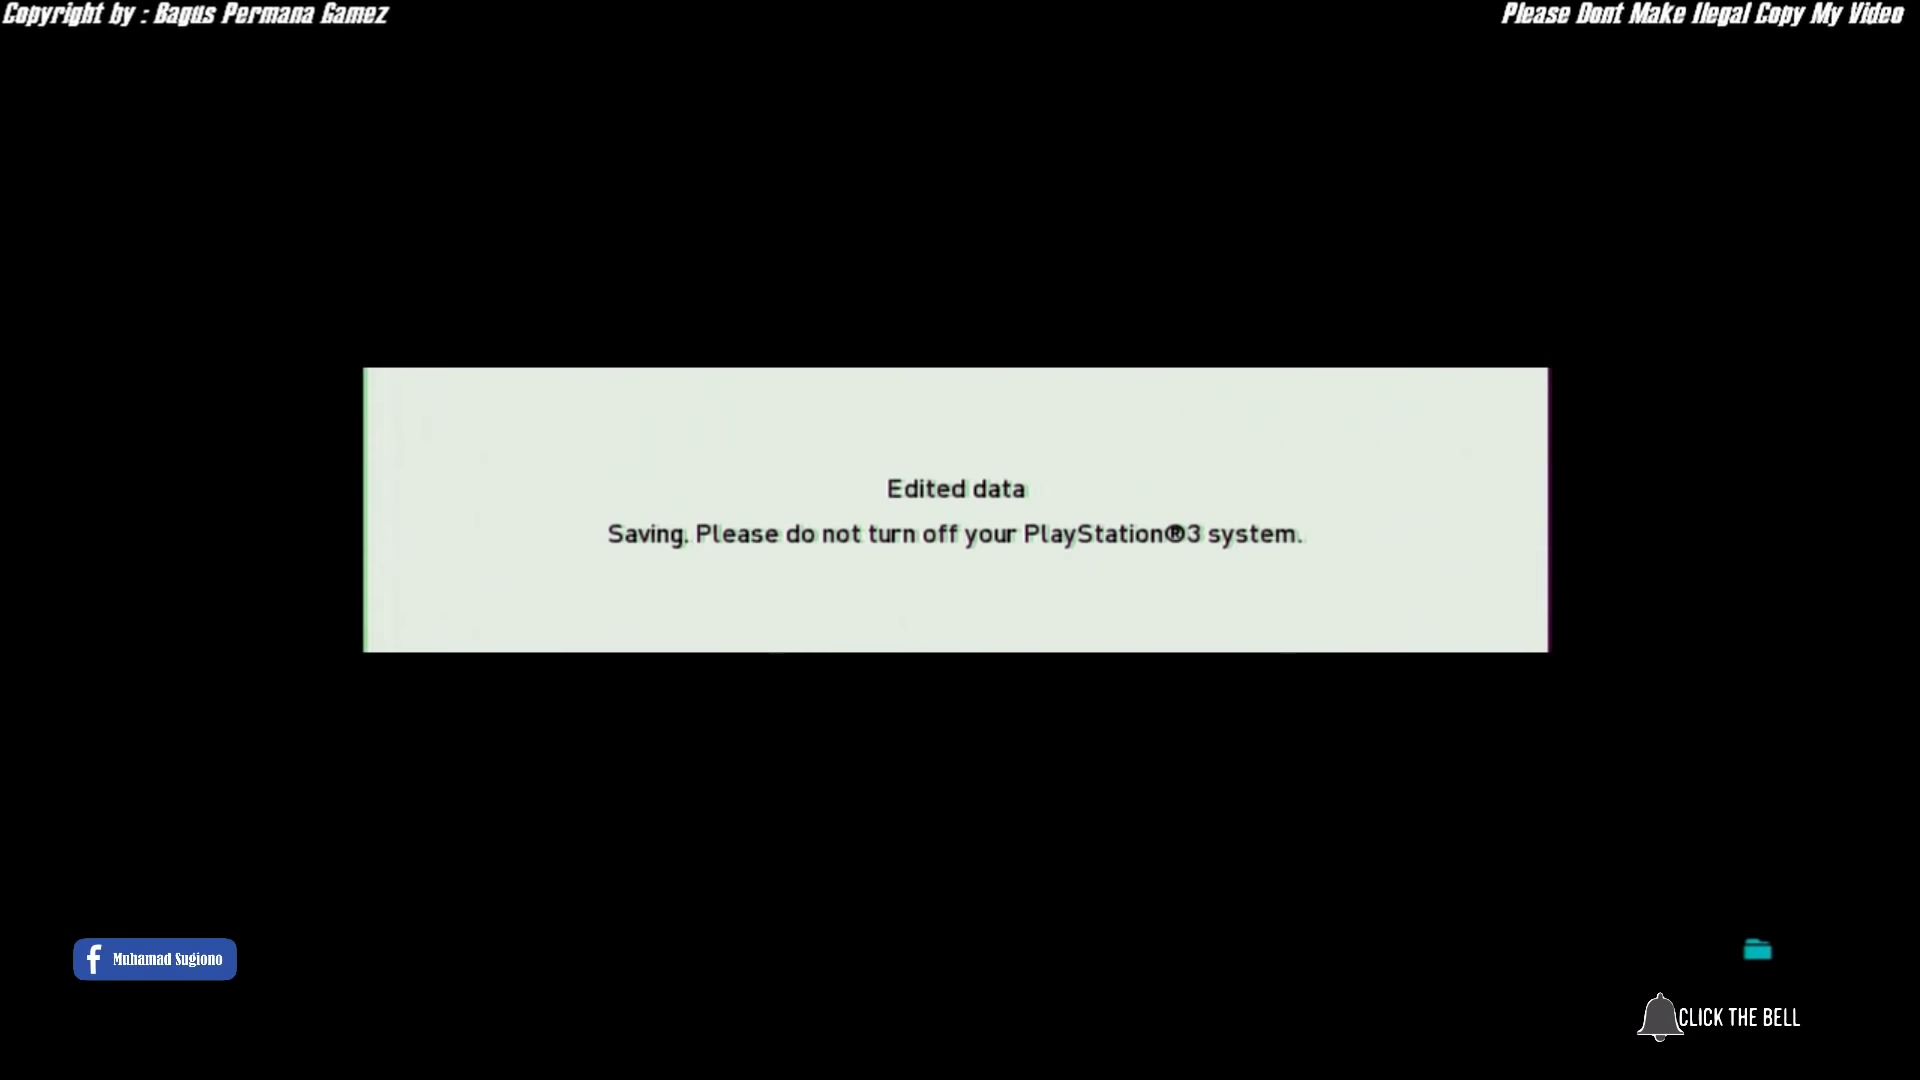 Copyright by : Bagus Permana Gamez
Please Dont Make Ilegal Copy My Video
Edited data
Saving. Please do not turn off your PlayStation®3 system.
Muhamad Sugiono
CLICK THE BELL